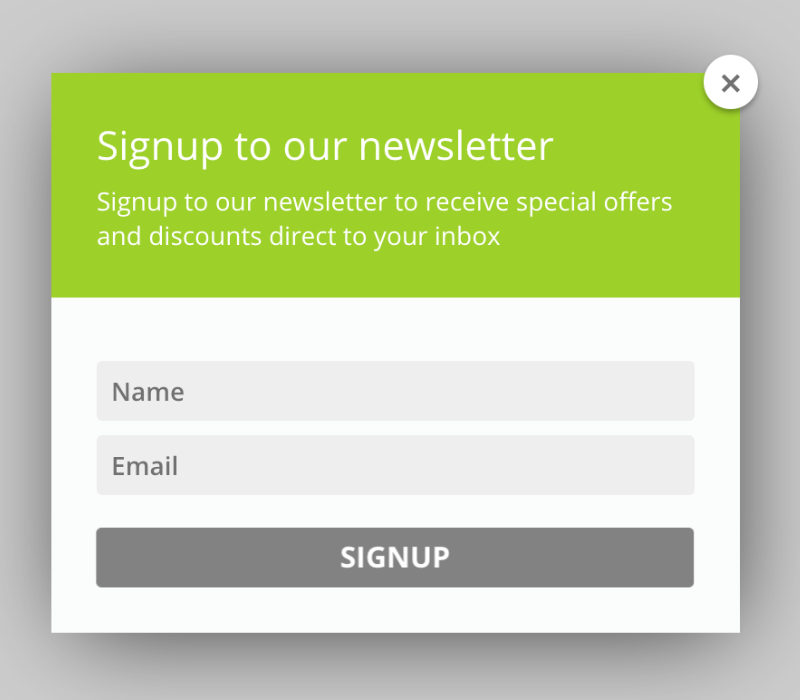 Signup to our newsletter
Signup to our newsletter to receive special offers
and discounts direct to your inbox
Name
Email
SIGNUP